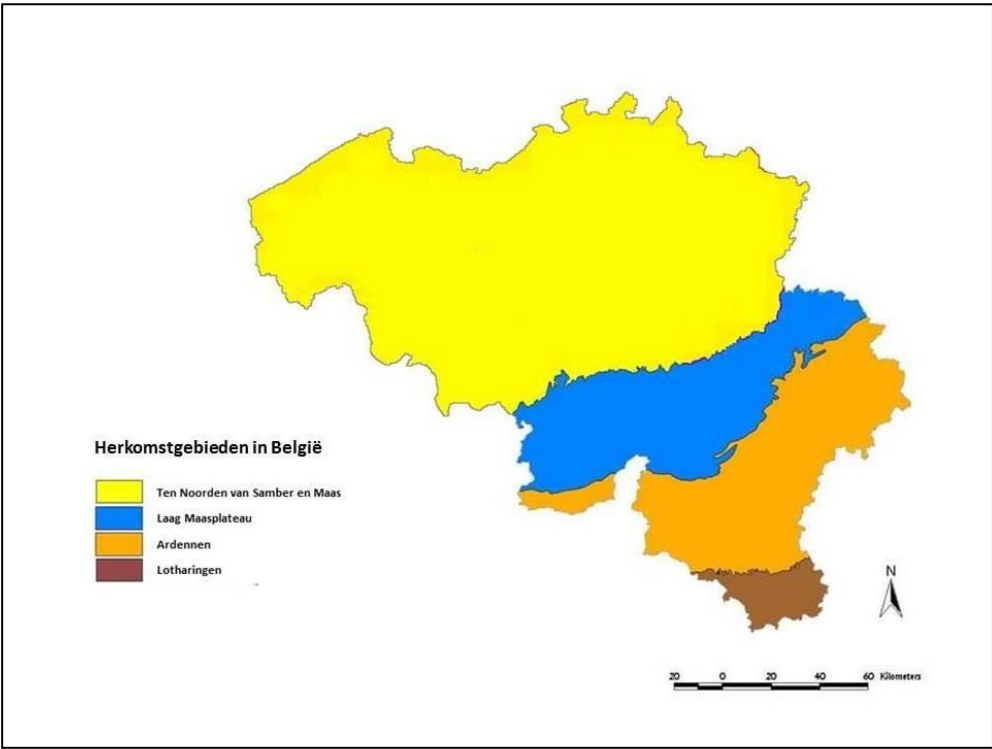 Herkomstgebieden in België
Ten Noorden van Samber en Maas
Laag Maasplateau
Ardennen
Lotharingen
N
20 0 20 40 60 Kilometers